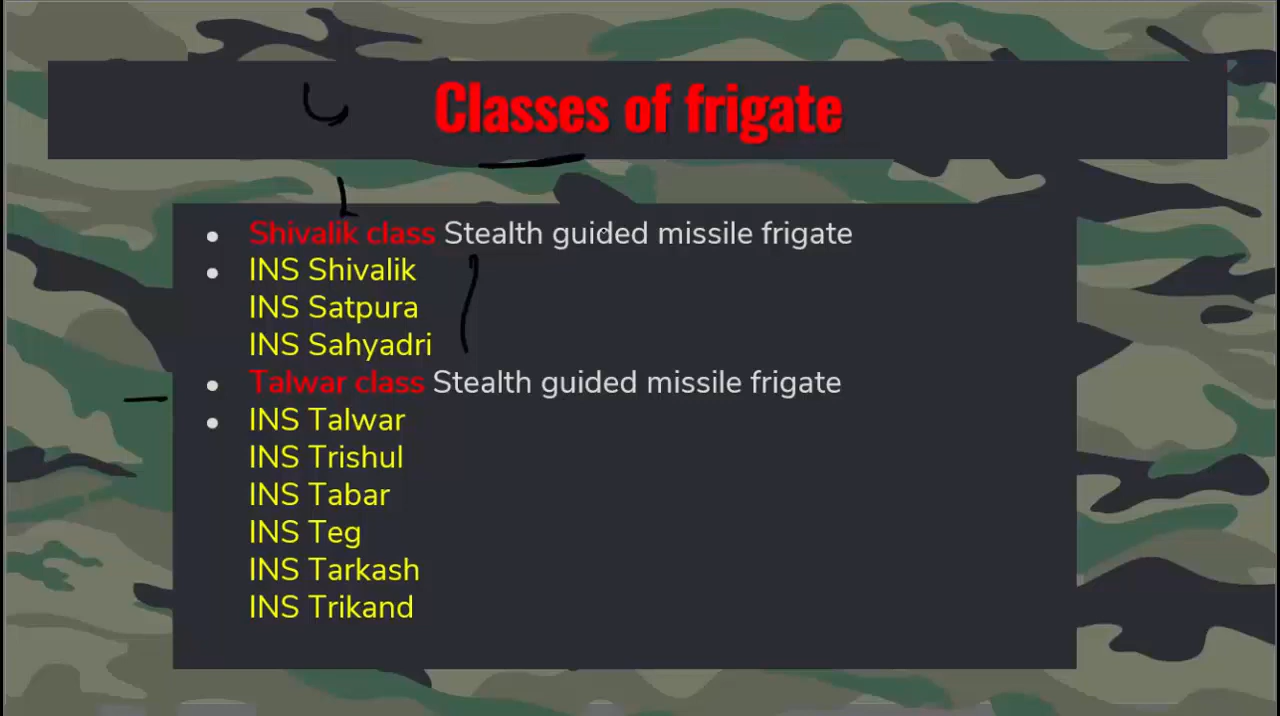 Classes of frigate
• Shivalik class Stealth guided missile frigate
• INS Shivalik
INS Satpura
INS Sahyadri
• Talwar class Stealth guided missile frigate
• INS Talwar
INS Trishul
INS Tabar
INS Teg
INS Tarkash
INS Trikand